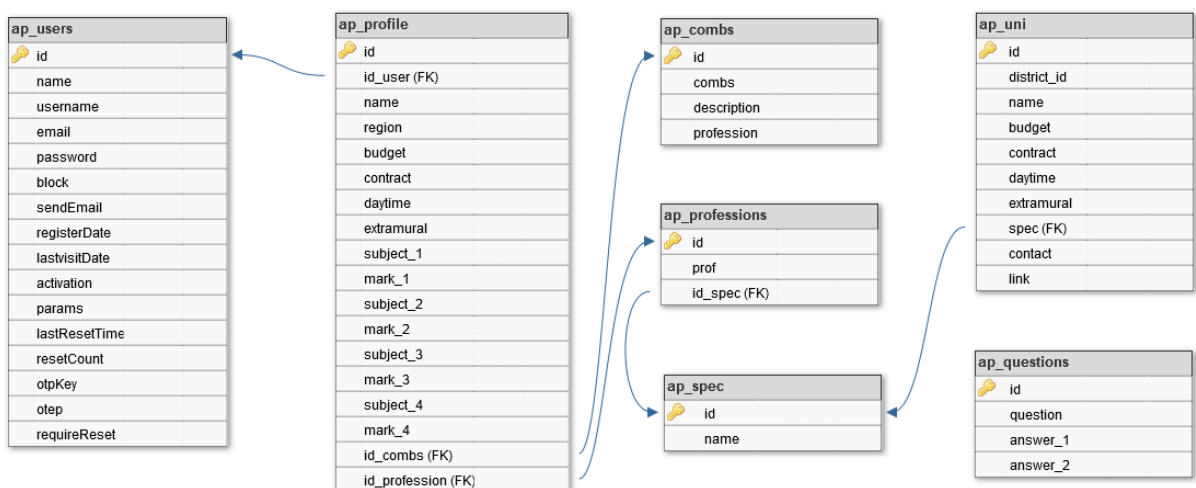 ap_users
id
name
username
email
password
block
sendEmail
registerDate
lastvisitDate
activation
params
lastResetTime
resetCount
otpKey
otep
requireReset
ap_profile
id
id_user (FK)
name
region
budget
contract
daytime
extramural
subject_1
mark_1
subject_2
mark_2
subject_3
mark_3
subject_4
mark_4
id_combs (FK)
id_profession (FK)
ap_combs
id
combs
description
profession
ap_professions
id
prof
id_spec (FK)
ap_spec
id
name
ap_uni
id
district_id
name
budget
contract
daytime
extramural
spec (FK)
contact
link
ap_questions
id
question
answer_1
answer_2